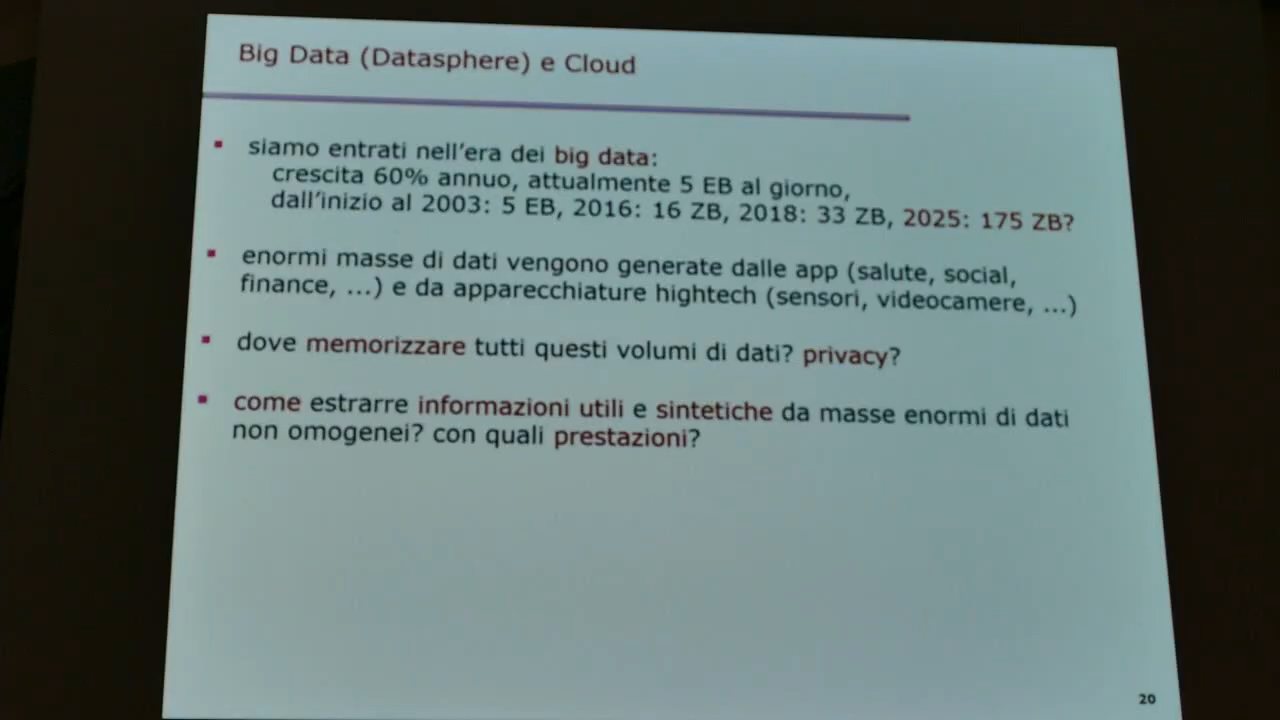 Big Data (Datasphere) e Cloud
siamo entrati nell'era dei big data:
crescita 60% annuo, attualmente 5 EB al giorno,
dall'inizio al 2003: 5 EB, 2016: 16 ZB, 2018: 33 ZB, 2025: 175 ZB?
enormi masse di dati vengono generate dalle app (salute, social,
finance, ...) e da apparecchiature hightech (sensori, videocamere, ...)
dove memorizzare tutti questi volumi di dati? privacy?
come estrarre informazioni utili e sintetiche da masse enormi di dati
non omogenei? con quali prestazioni?
20